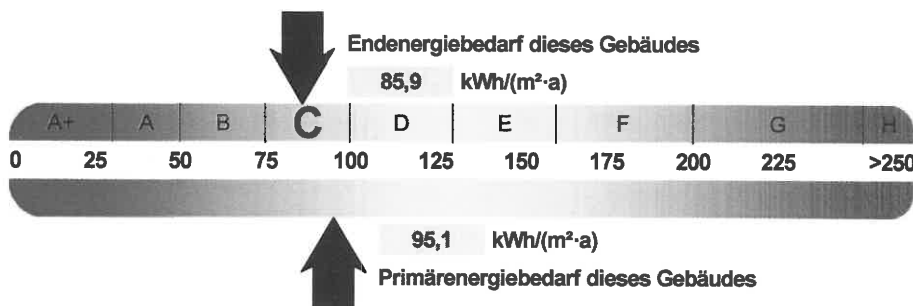 Endenergiebedarf dieses Gebäudes
85,9 kWh/(m²·a)
A+ A B C D E F G H
0 25 50 75 100 125 150 175 200 225 >250
95,1 kWh/(m²·a)
Primärenergiebedarf dieses Gebäudes